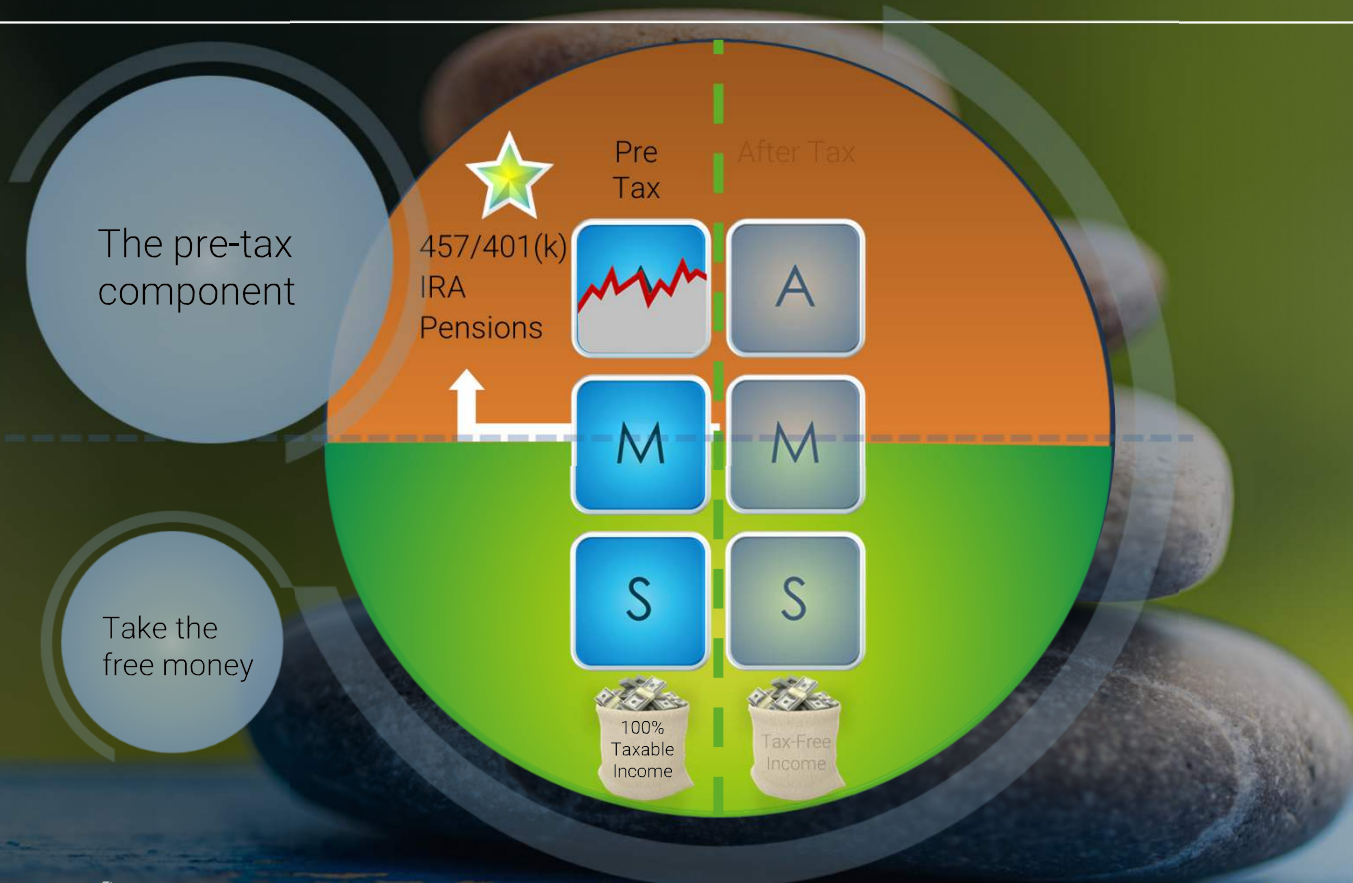 The pre-tax
component
Take the
free money
457/401(k)
IRA
Pensions
Pre
Tax
After Tax
A
M
M
S
S
100%
Taxable
Income
Tax-Free
Income